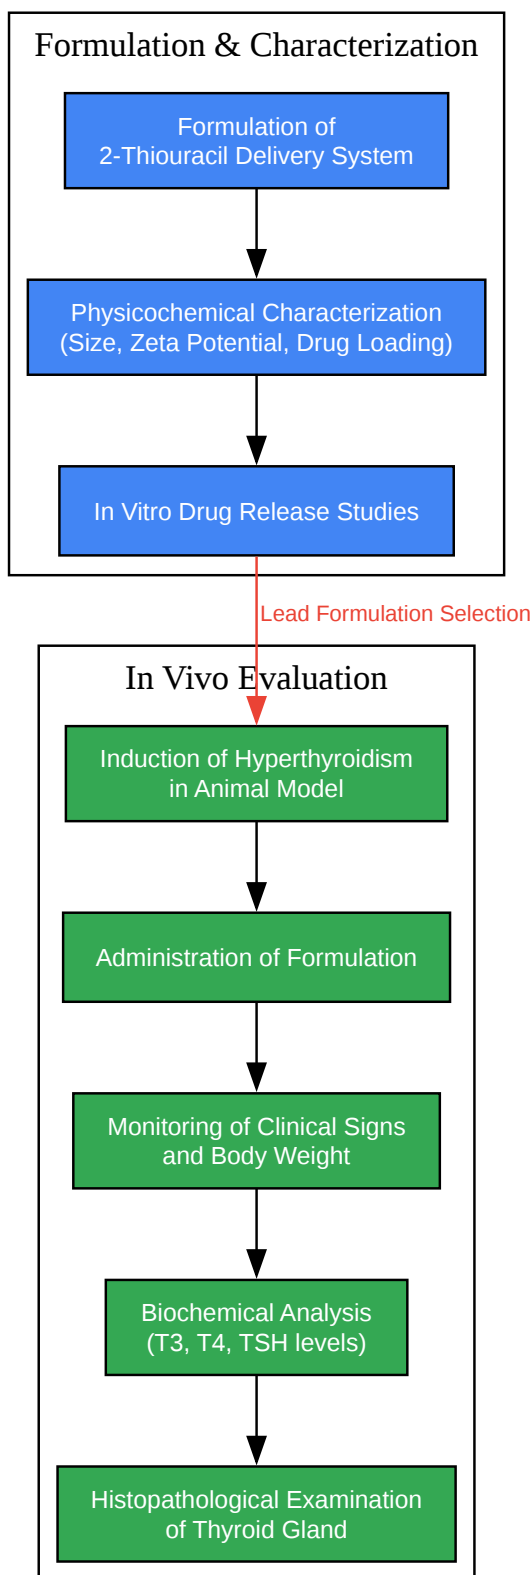 Formulation & Characterization
Formulation of
2-Thiouracil Delivery System
Physicochemical Characterization
(Size, Zeta Potential, Drug Loading)
In Vitro Drug Release Studies
Lead Formulation Selection
In Vivo Evaluation
Induction of Hyperthyroidism
in Animal Model
Administration of Formulation
Monitoring of Clinical Signs
and Body Weight
Biochemical Analysis
(T3, T4, TSH levels)
Histopathological Examination
of Thyroid Gland